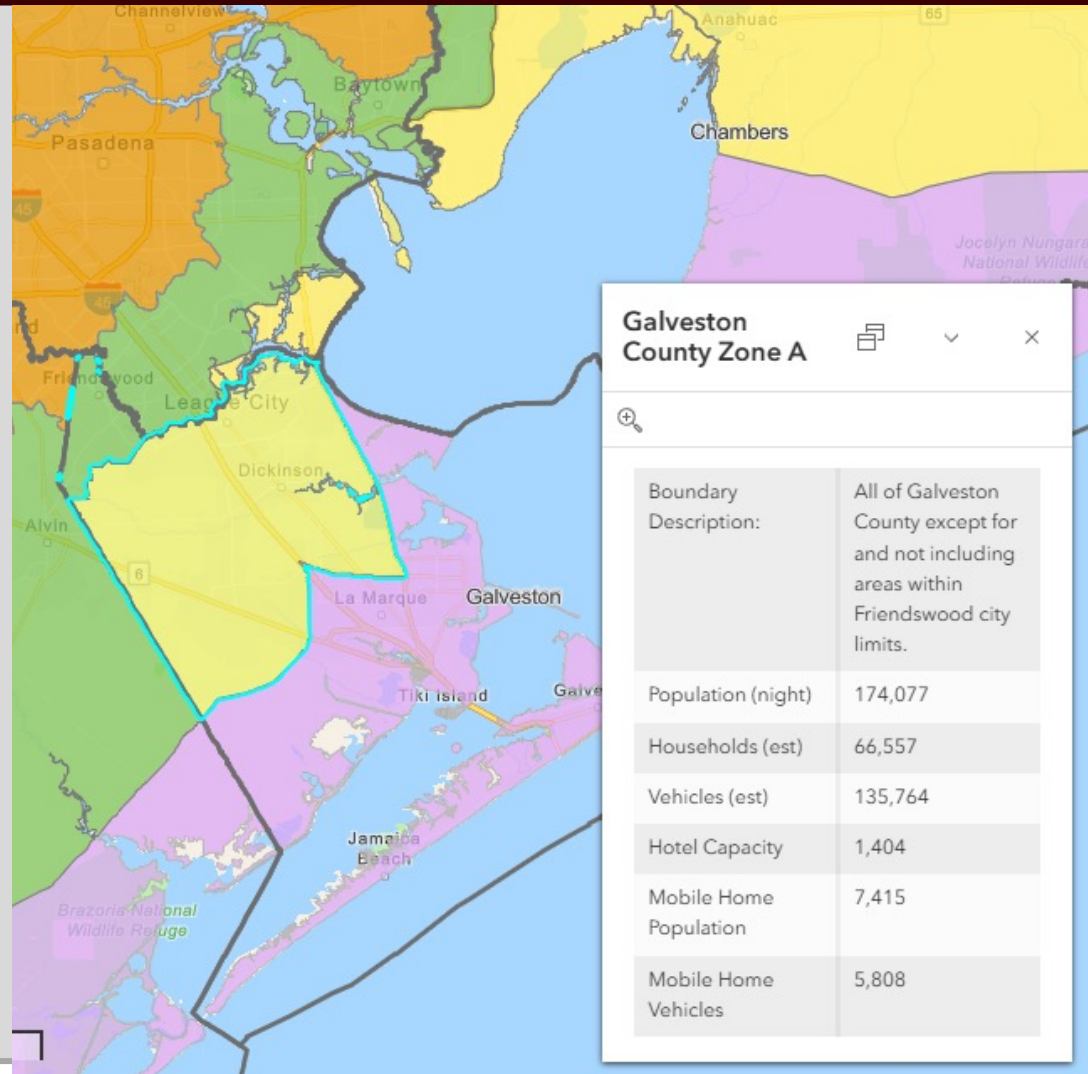 Channelview
Anahuac
65
Baytown
Chambers
Pasadena
45
Jocelyn Nungara
National Wildlife
Refuge
45
Friendswood
League City
Dickinson
Alvin
6
La Marque
Galveston
Tiki Island
Galve
Jamaica
Beach
Brazoria National
Wildlife Refuge
Galveston
County Zone A
Boundary
Description:
All of Galveston
County except for
and not including
areas within
Friendswood city
limits.
Population (night)
174,077
Households (est)
66,557
Vehicles (est)
135,764
Hotel Capacity
1,404
Mobile Home
Population
7,415
Mobile Home
Vehicles
5,808